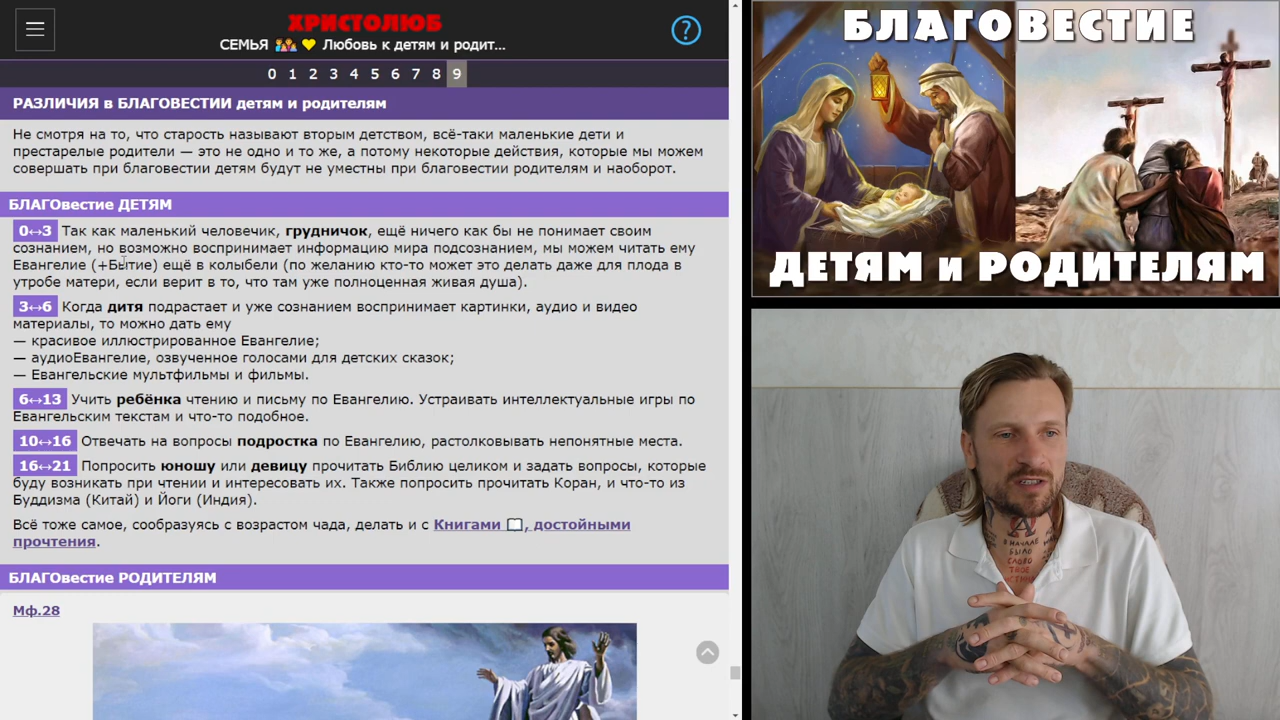 ХРИСТОЛЮБ
СЕМЬЯ 👨‍👩‍👧 💛 Любовь к детям и родит...
0 1 2 3 4 5 6 7 8 9
РАЗЛИЧИЯ в БЛАГОВЕСТИИ детям и родителям
Не смотря на то, что старость называют вторым детством, всё-таки маленькие дети и
престарелые родители — это не одно и то же, а потому некоторые действия, которые мы можем
совершать при благовестии детям будут не уместны при благовестии родителям и наоборот.
БЛАГОвестие ДЕТЯМ
0↔3 Так как маленький человечик, грудничок, ещё ничего как бы не понимает своим
сознанием, но возможно воспринимает информацию мира подсознанием, мы можем читать ему
Евангелие (+Бытие) ещё в колыбели (по желанию кто-то может это делать даже для плода в
утробе матери, если верит в то, что там уже полноценная живая душа).
3↔6 Когда дитя подрастает и уже сознанием воспринимает картинки, аудио и видео
материалы, то можно дать ему
— красивое иллюстрированное Евангелие;
— аудиоЕвангелие, озвученное голосами для детских сказок;
— Евангельские мультфильмы и фильмы.
6↔13 Учить ребёнка чтению и письму по Евангелию. Устраивать интеллектуальные игры по
Евангельским текстам и что-то подобное.
10↔16 Отвечать на вопросы подростка по Евангелию, растолковывать непонятные места.
16↔21 Попросить юношу или девицу прочитать Библию целиком и задать вопросы, которые
буду возникать при чтении и интересовать их. Также попросить прочитать Коран, и что-то из
Буддизма (Китай) и Йоги (Индия).
Всё тоже самое, сообразуясь с возрастом чада, делать и с Книгами 📖, достойными
прочтения.
БЛАГОвестие РОДИТЕЛЯМ
Мф.28
БЛАГОВЕСТИЕ
ДЕТЯМ и РОДИТЕЛЯМ
В НАЧАЛЕ
БЫЛО
СЛОВО
ТВОЕ